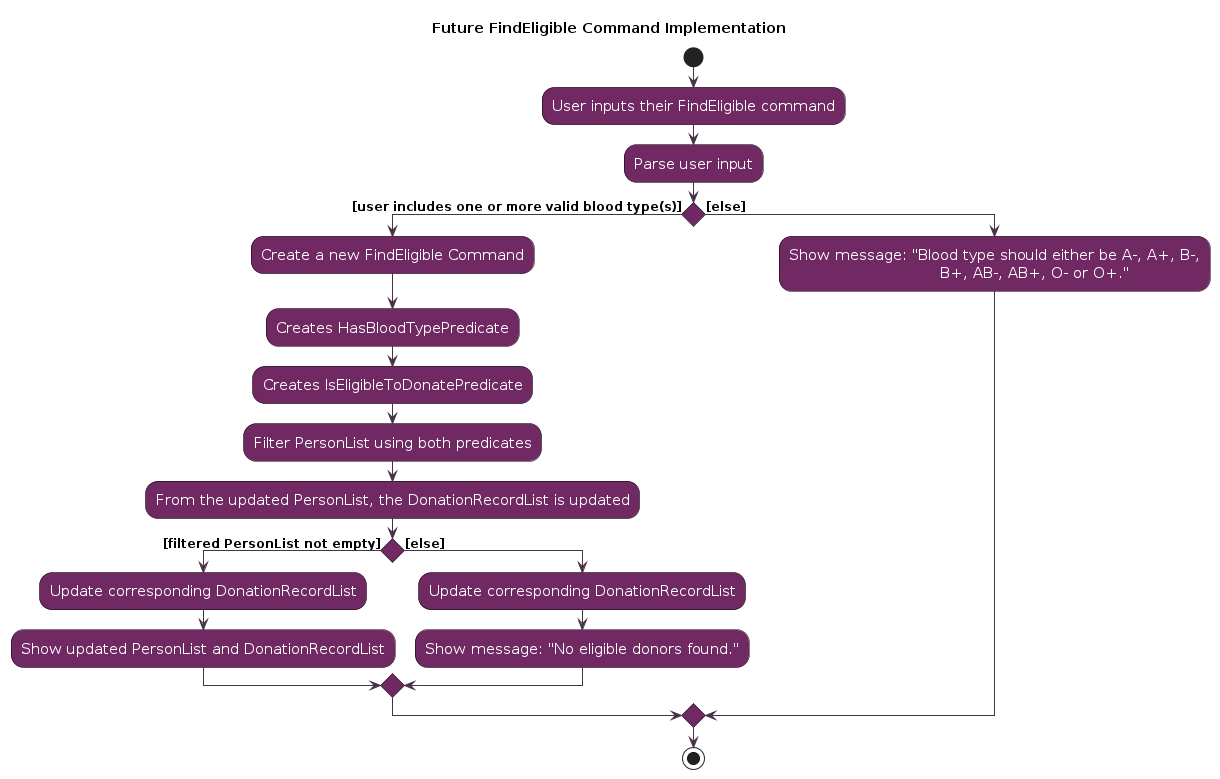 Future FindEligible Command Implementation
User inputs their FindEligible command
Parse user input
[user includes one or more valid blood type(s)]
[else]
Create a new FindEligible Command
Show message: "Blood type should either be A-, A+, B-,
B+, AB-, AB+, O- or O+."
Creates HasBloodTypePredicate
Creates IsEligibleToDonatePredicate
Filter PersonList using both predicates
From the updated PersonList, the DonationRecordList is updated
[filtered PersonList not empty]
[else]
Update corresponding DonationRecordList
Update corresponding DonationRecordList
Show updated PersonList and DonationRecordList
Show message: "No eligible donors found."